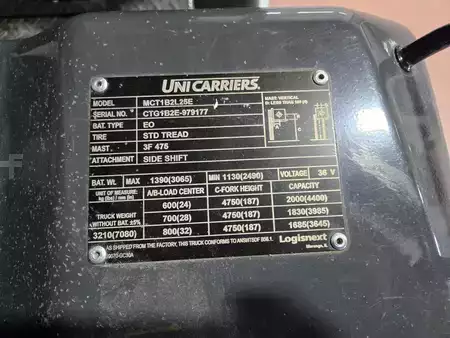 UNICARRIERS
MODEL MCT1B2L25E
SERIAL NO. CTG1B2E-979177
BAT. TYPE EO
TIRE STD TREAD
MAST 3F 475
ATTACHMENT SIDE SHIFT
MAST VERTICAL
BAT. Wt. MAX 1390(3065) MIN 1130(2490) VOLTAGE 36 V
UNIT OF MEASURE: kg (lbs) / mm (in) A/B-LOAD CENTER C-FORK HEIGHT CAPACITY
600(24) 4750(187) 2000(4400)
TRUCK WEIGHT WITHOUT BAT. ±5% 700(28) 4750(187) 1830(3985)
3210(7080) 800(32) 4750(187) 1685(3645)
AS SHIPPED FROM THE FACTORY, THIS TRUCK CONFORMS TO ANSI/ITSDF B56.1.
Logisnext